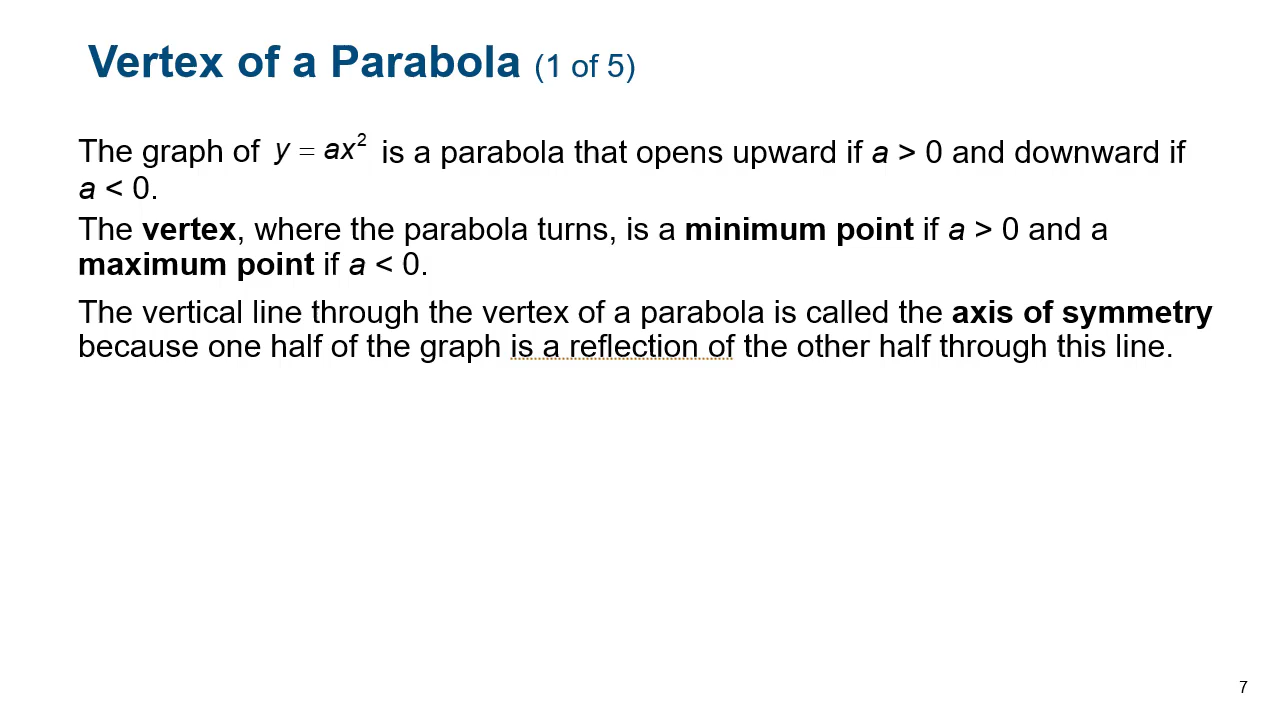 Vertex of a Parabola (1 of 5)
The graph of y = ax² is a parabola that opens upward if a > 0 and downward if
a < 0.
The vertex, where the parabola turns, is a minimum point if a > 0 and a
maximum point if a < 0.
The vertical line through the vertex of a parabola is called the axis of symmetry
because one half of the graph is a reflection of the other half through this line.
7